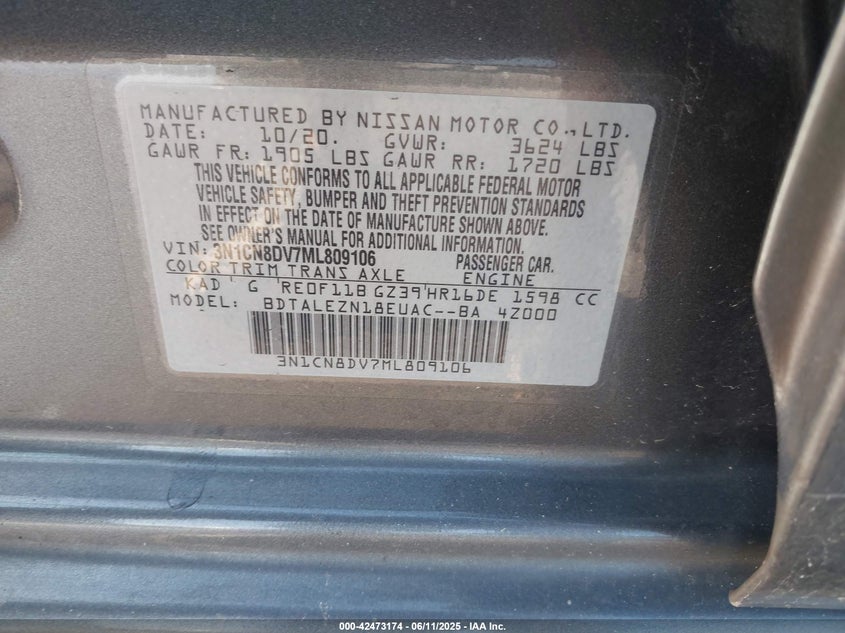 MANUFACTURED BY NISSAN MOTOR CO., LTD.
DATE: 10/20. GVWR: 3624 LBS
GAWR FR: 1905 LBS GAWR RR: 1720 LBS
THIS VEHICLE CONFORMS TO ALL APPLICABLE FEDERAL MOTOR
VEHICLE SAFETY, BUMPER AND THEFT PREVENTION STANDARDS
IN EFFECT ON THE DATE OF MANUFACTURE SHOWN ABOVE.
SEE OWNER'S MANUAL FOR ADDITIONAL INFORMATION.
VIN: 3N1CN8DV7ML809106 PASSENGER CAR.
COLOR TRIM TRANS AXLE ENGINE
KAD G RE0F11B GZ39 HR16DE 1598 CC
MODEL: BDTALEZN18EUAC--BA 4Z000
3N1CN8DV7ML809106
000-42473174 - 06/11/2025 - IAA Inc.